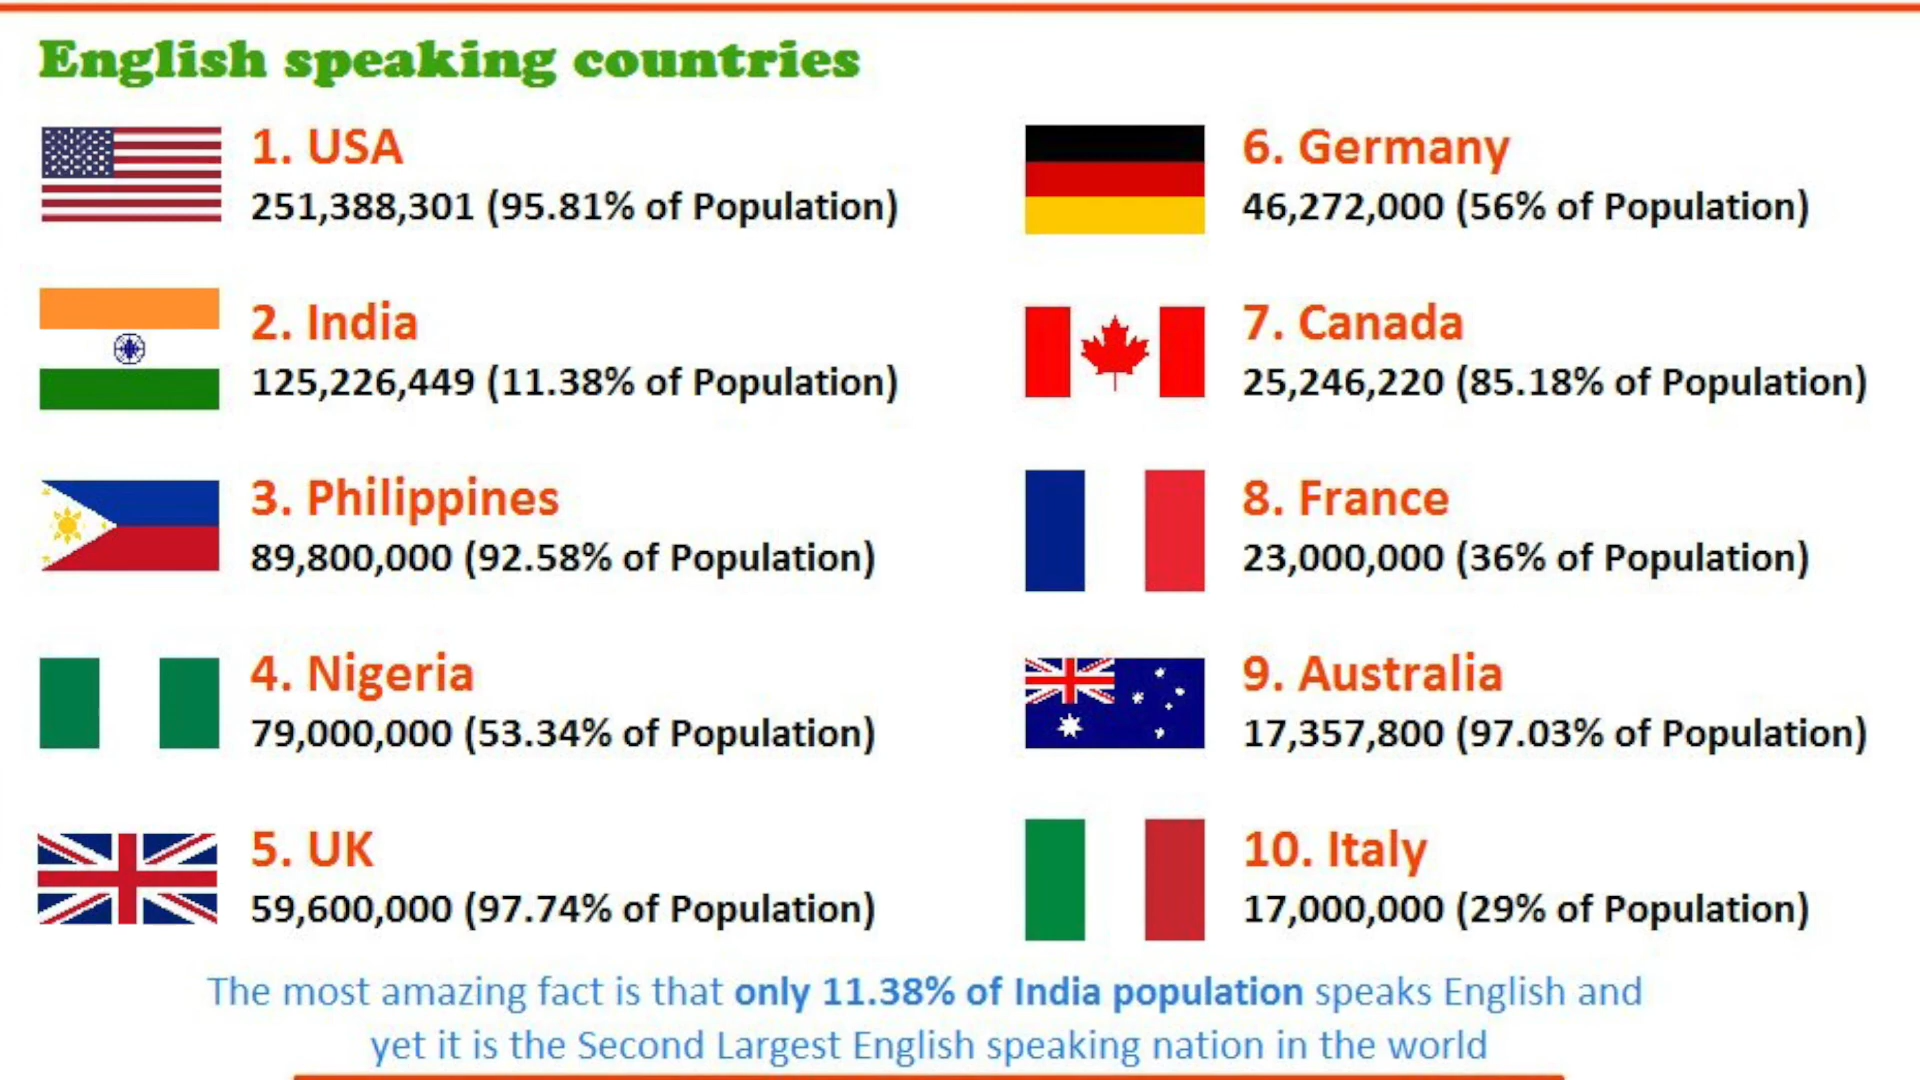 English speaking countries
1. USA
251,388,301 (95.81% of Population)
2. India
125,226,449 (11.38% of Population)
3. Philippines
89,800,000 (92.58% of Population)
4. Nigeria
79,000,000 (53.34% of Population)
5. UK
59,600,000 (97.74% of Population)
6. Germany
46,272,000 (56% of Population)
7. Canada
25,246,220 (85.18% of Population)
8. France
23,000,000 (36% of Population)
9. Australia
17,357,800 (97.03% of Population)
10. Italy
17,000,000 (29% of Population)
The most amazing fact is that only 11.38% of India population speaks English and
yet it is the Second Largest English speaking nation in the world